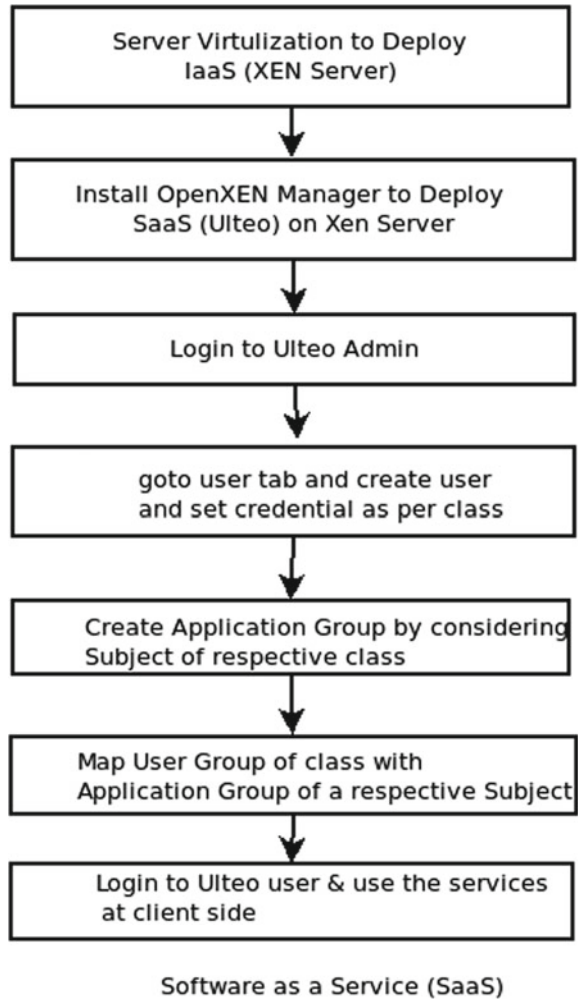 Server Virtulization to Deploy
IaaS (XEN Server)
Install OpenXEN Manager to Deploy
SaaS (Ulteo) on Xen Server
Login to Ulteo Admin
goto user tab and create user
and set credential as per class
Create Application Group by considering
Subject of respective class
Map User Group of class with
Application Group of a respective Subject
Login to Ulteo user & use the services
at client side
Software as a Service (SaaS)